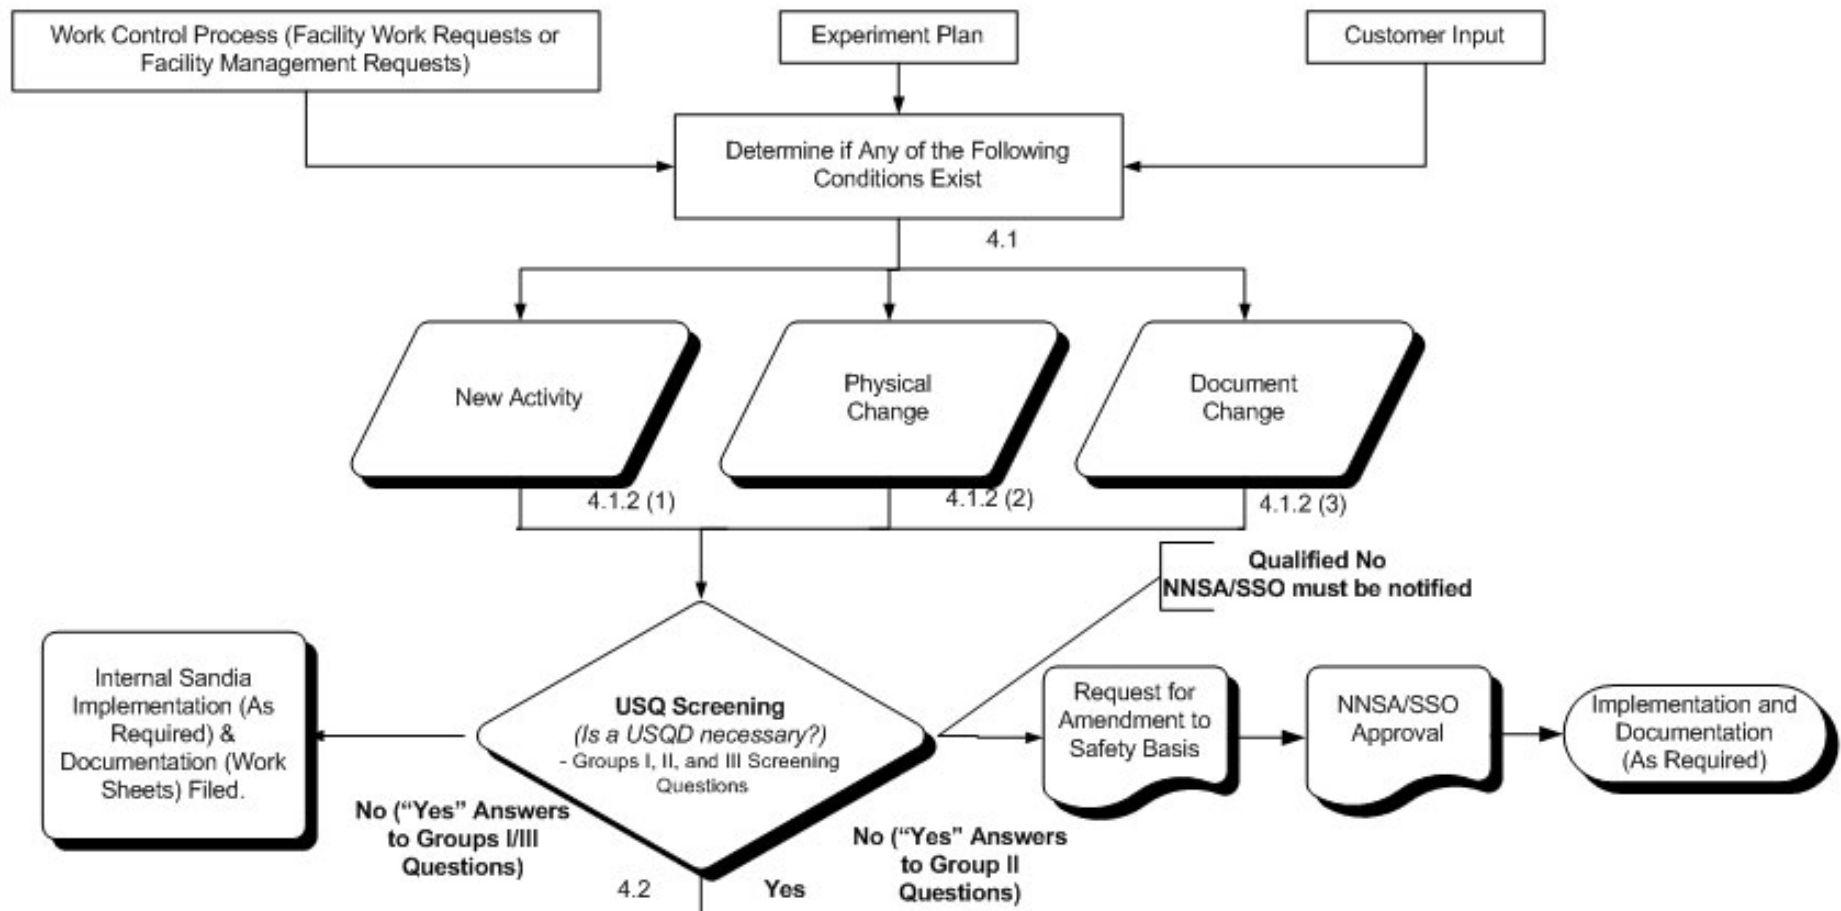 Work Control Process (Facility Work Requests or
Facility Management Requests)
Experiment Plan
Customer Input
Determine if Any of the Following
Conditions Exist
4.1
New Activity
Physical
Change
Document
Change
4.1.2 (1)
4.1.2 (2)
4.1.2 (3)
Qualified No
NNSA/SSO must be notified
Internal Sandia
Implementation (As
Required) &
Documentation (Work
Sheets) Filed.
USQ Screening
(Is a USQD necessary?)
- Groups I, II, and III Screening
Questions
Request for
Amendment to
Safety Basis
NNSA/SSO
Approval
Implementation and
Documentation
(As Required)
No (“Yes” Answers
to Groups I/III
Questions)
No (“Yes” Answers
to Group II
Questions)
4.2
Yes